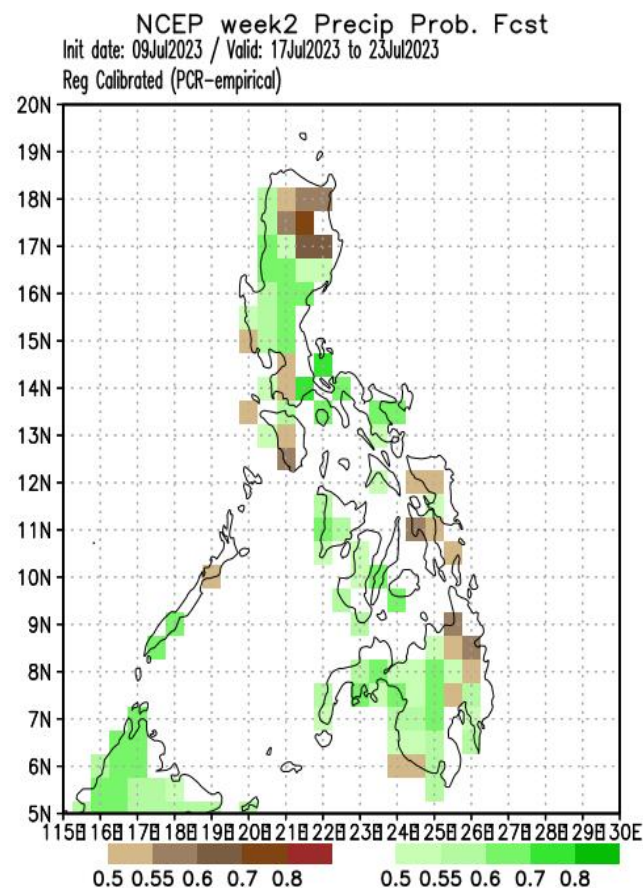 NCEP week2 Precip Prob. Fcst
Init date: 09Jul2023 / Valid: 17Jul2023 to 23Jul2023
Reg Calibrated (PCR-empirical)
20N
19N
18N
17N
16N
15N
14N
13N
12N
11N
10N
9N
8N
7N
6N
5N
115E 116E 117E 118E 119E 120E 121E 122E 123E 124E 125E 126E 127E 128E 129E 130E
0.5 0.55 0.6 0.7 0.8 0.5 0.55 0.6 0.7 0.8